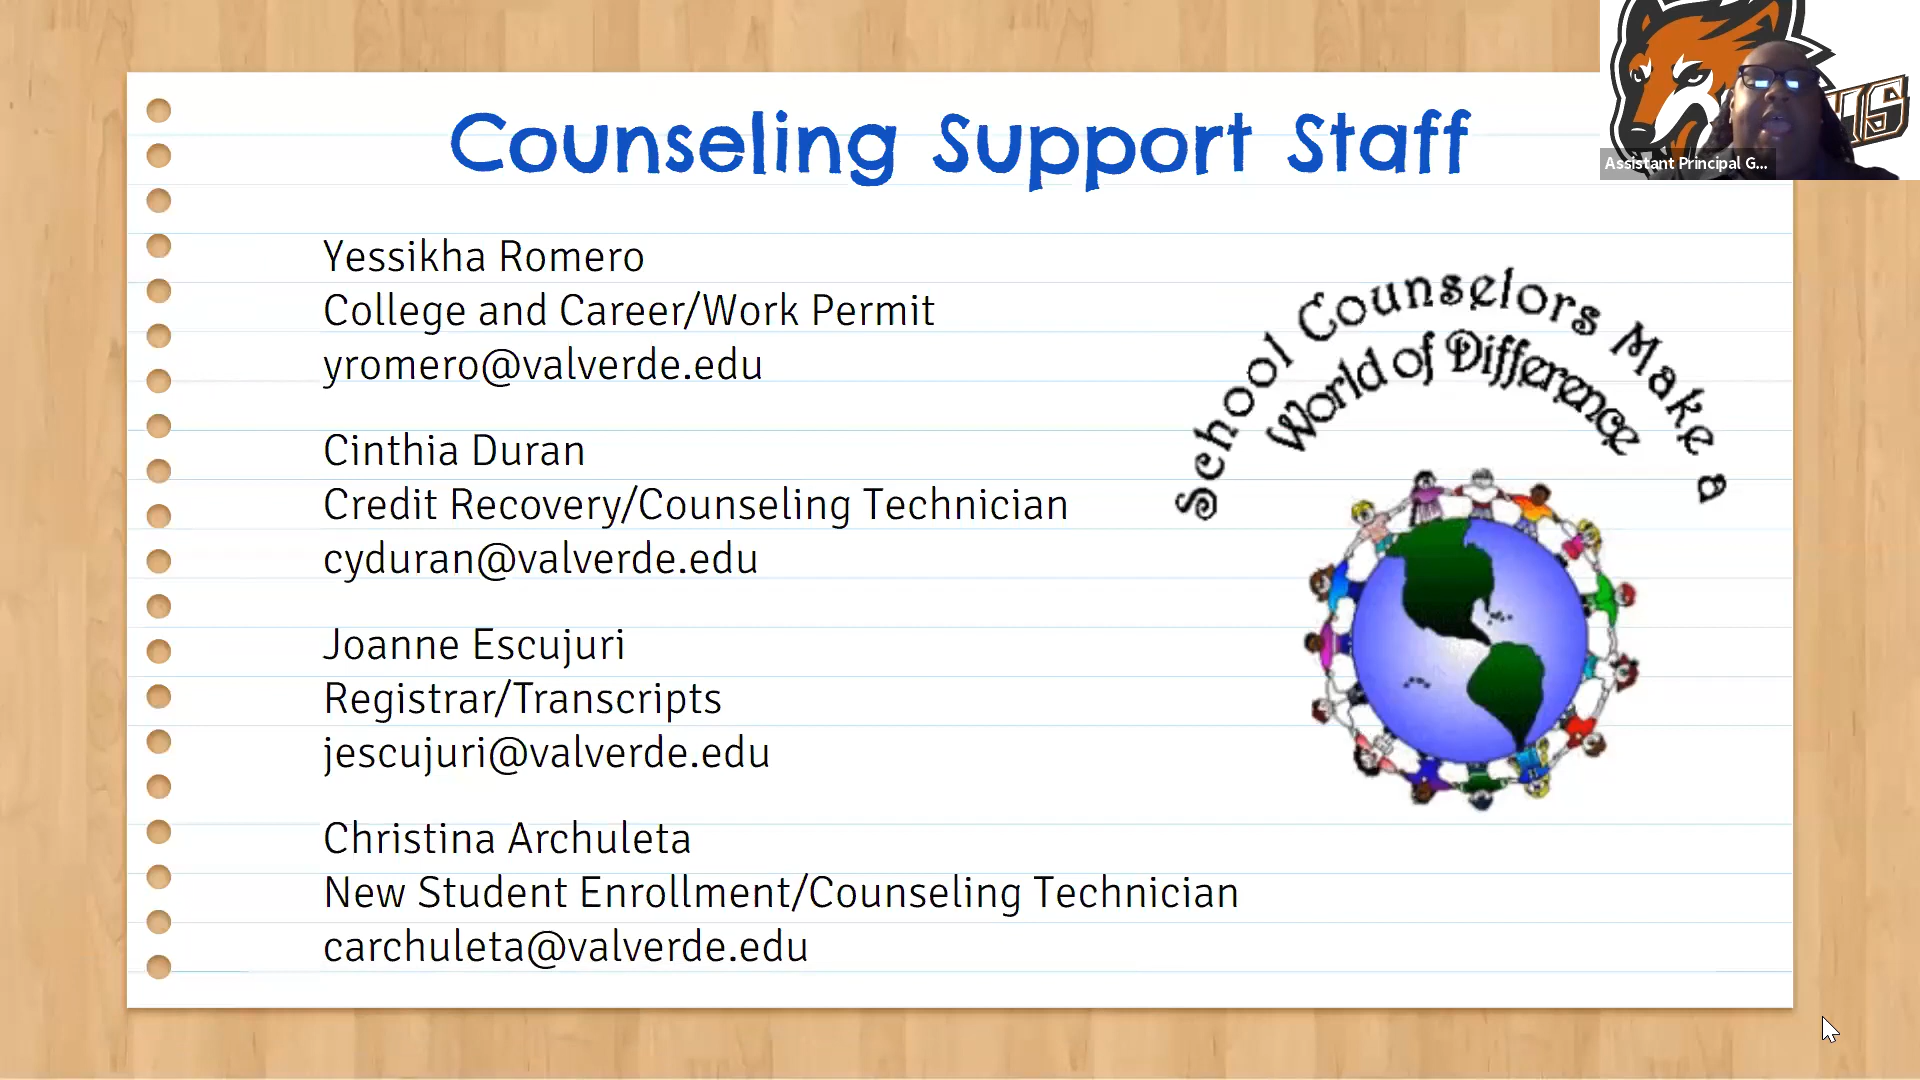 Counseling Support Staff
Yessikha Romero
College and Career/Work Permit
yromero@valverde.edu
Cinthia Duran
Credit Recovery/Counseling Technician
cyduran@valverde.edu
Joanne Escujuri
Registrar/Transcripts
jescujuri@valverde.edu
Christina Archuleta
New Student Enrollment/Counseling Technician
carchuleta@valverde.edu
School Counselors Make a
World of Difference
HS
Assistant Principal G...